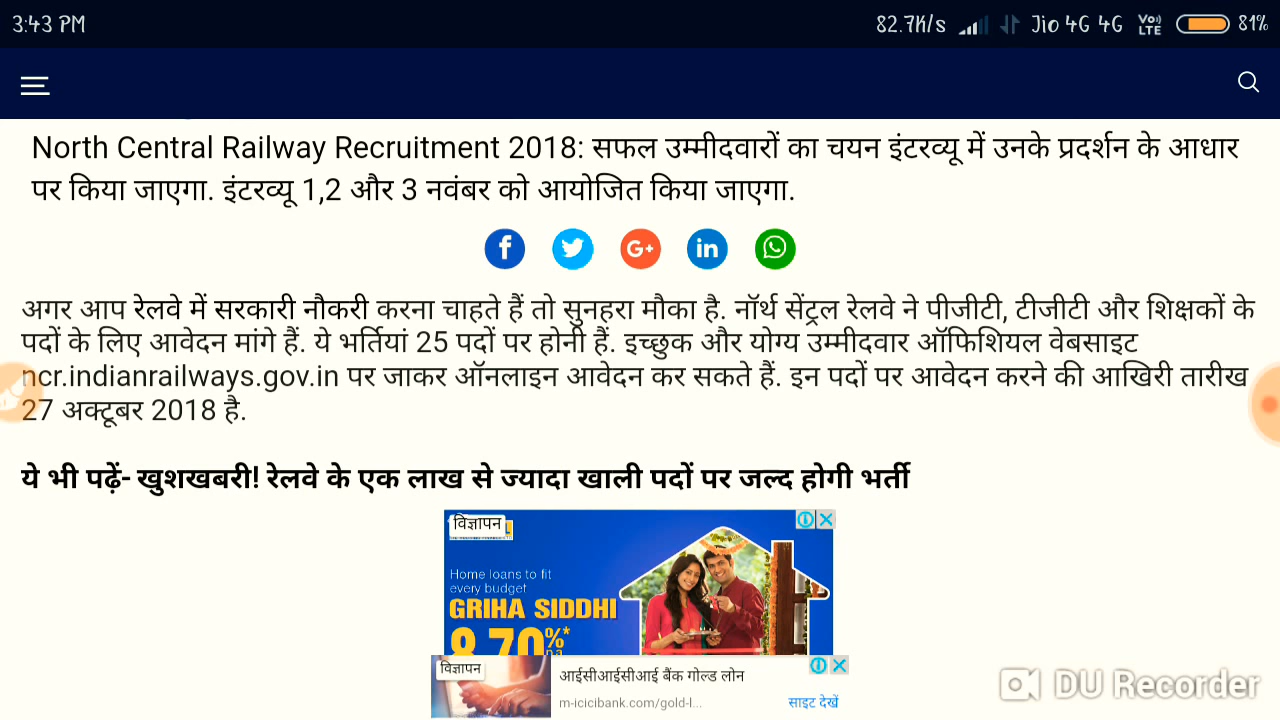 3:43 PM
82.7K/s Jio 4G 4G Vo)) LTE 81%
North Central Railway Recruitment 2018: सफल उम्मीदवारों का चयन इंटरव्यू में उनके प्रदर्शन के आधार
पर किया जाएगा. इंटरव्यू 1,2 और 3 नवंबर को आयोजित किया जाएगा.
f G+ in
अगर आप रेलवे में सरकारी नौकरी करना चाहते हैं तो सुनहरा मौका है. नॉर्थ सेंट्रल रेलवे ने पीजीटी, टीजीटी और शिक्षकों के
पदों के लिए आवेदन मांगे हैं. ये भर्तियां 25 पदों पर होनी हैं. इच्छुक और योग्य उम्मीदवार ऑफिशियल वेबसाइट
ncr.indianrailways.gov.in पर जाकर ऑनलाइन आवेदन कर सकते हैं. इन पदों पर आवेदन करने की आखिरी तारीख
27 अक्टूबर 2018 है.
ये भी पढ़ें- खुशखबरी! रेलवे के एक लाख से ज्यादा खाली पदों पर जल्द होगी भर्ती
विज्ञापन
Home loans to fit
every budget
GRIHA SIDDHI
8.70%*
विज्ञापन
आईसीआईसीआई बैंक गोल्ड लोन
m-icicibank.com/gold-l...
साइट देखें
DU Recorder